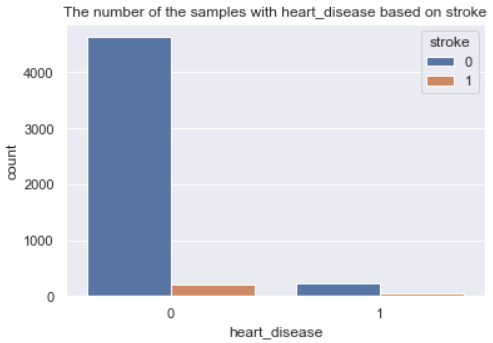 The number of the samples with heart_disease based on stroke
stroke
0
1
4000
3000
2000
1000
0
count
0 1
heart_disease